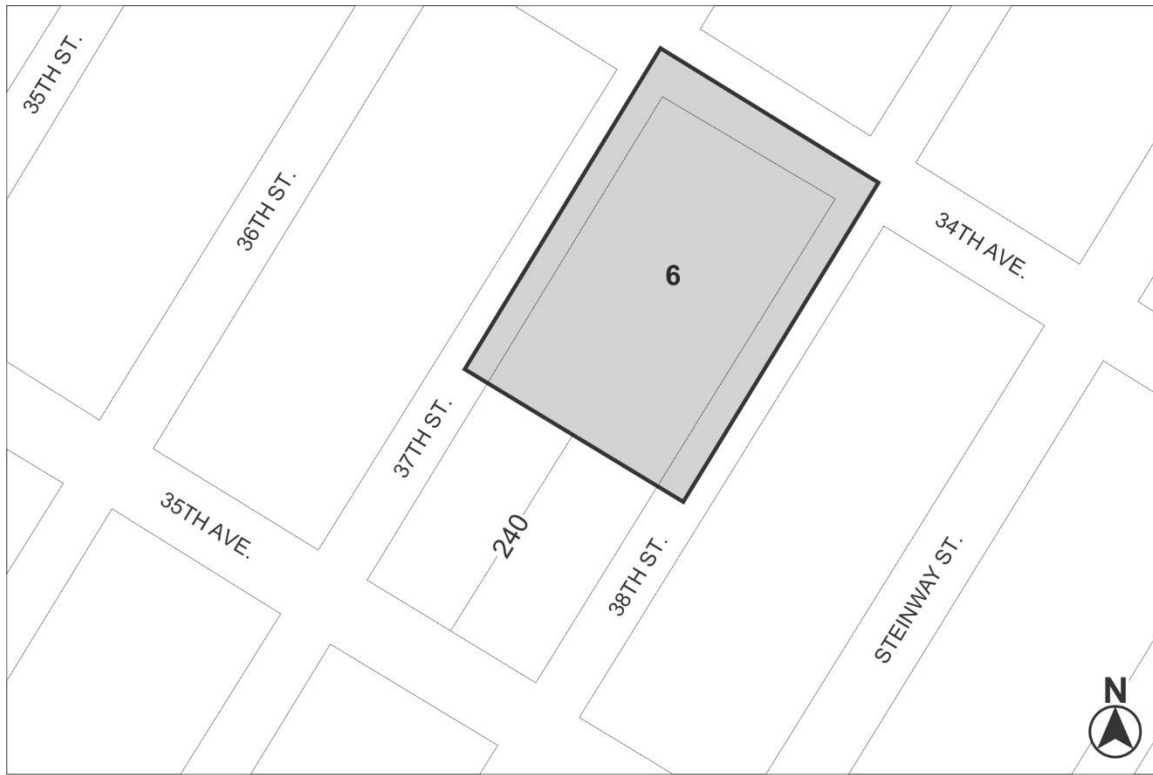 35TH ST.
36TH ST.
6
34TH AVE.
37TH ST.
35TH AVE.
240
38TH ST.
STEINWAY ST.
N